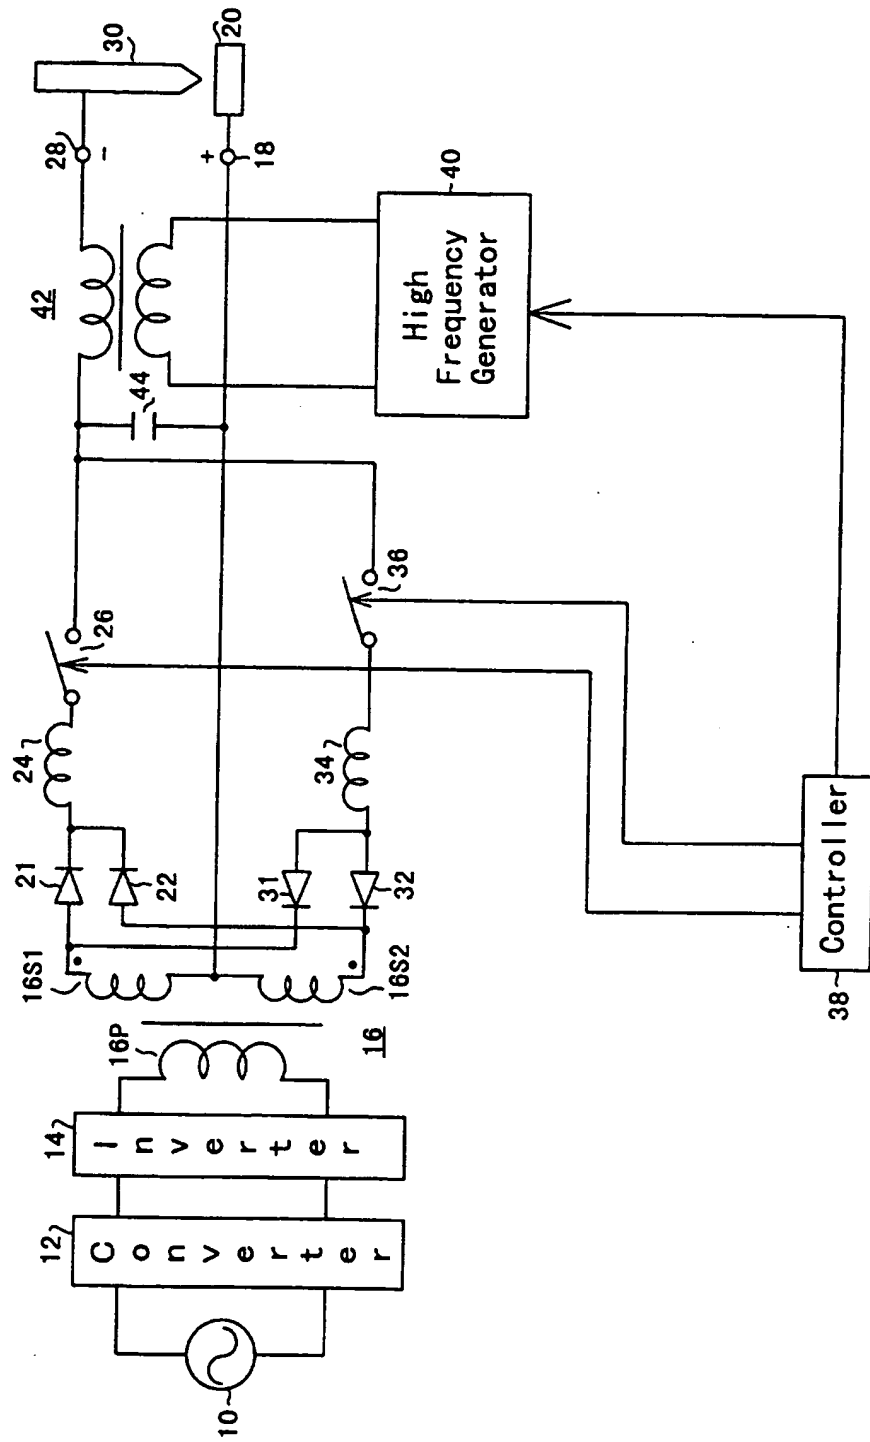 10
12
Converter
14
Inverter
16P
16
16S1
16S2
21
22
31
32
24
34
26
36
44
42
28
-
+
18
30
20
40
High
Frequency
Generator
38
Controller